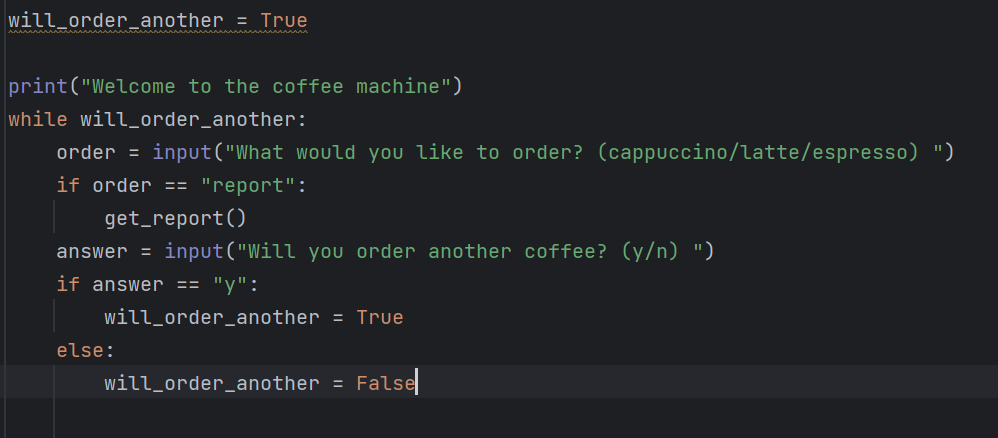 will_order_another = True
print("Welcome to the coffee machine")
while will_order_another:
    order = input("What would you like to order? (cappuccino/latte/espresso) ")
    if order == "report":
        get_report()
    answer = input("Will you order another coffee? (y/n) ")
    if answer == "y":
        will_order_another = True
    else:
        will_order_another = False